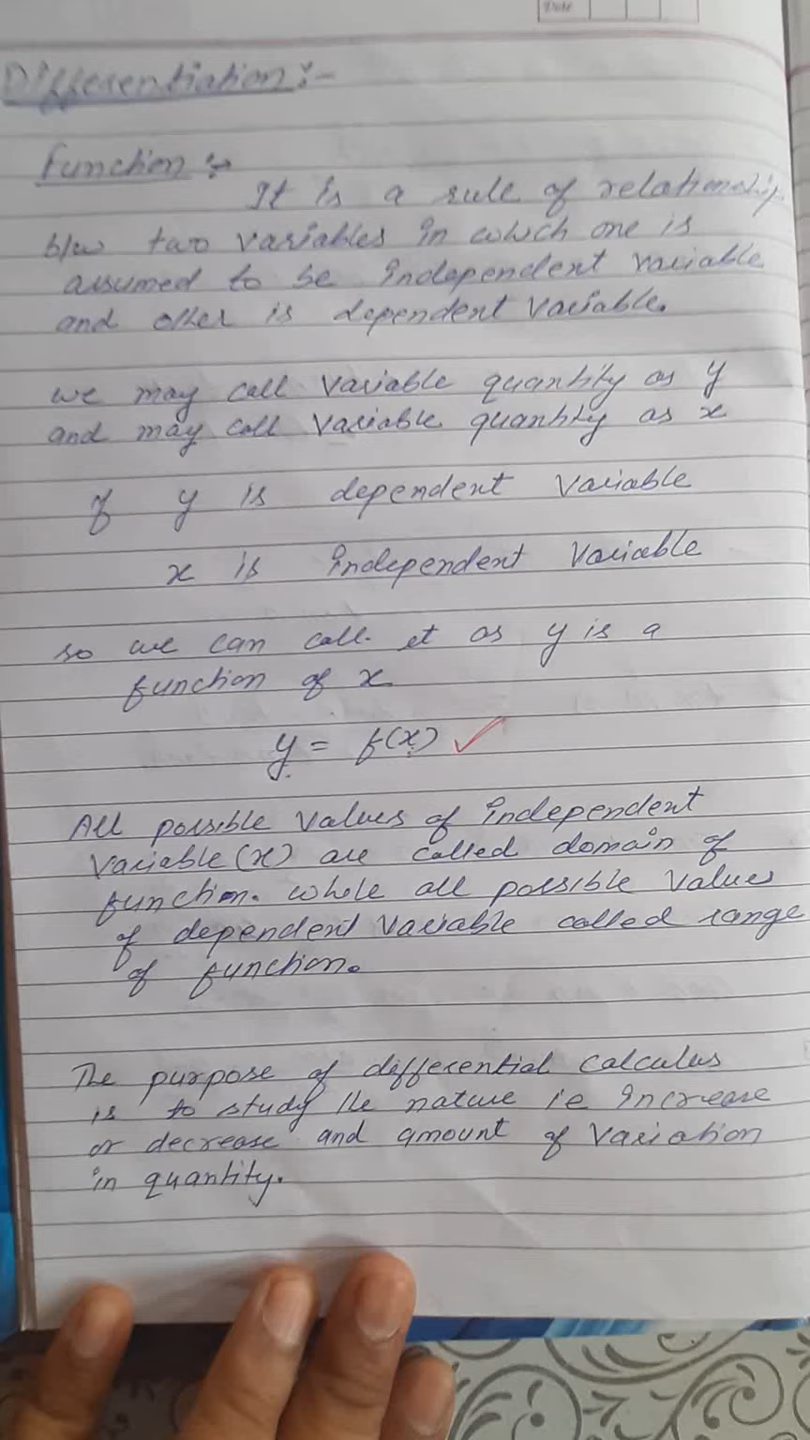 Date
Differentiation :-
Function :-
It is a rule of relationship
b/w two variables in which one is
assumed to be independent variable
and other is dependent variable.
we may call variable quantity as y
and may call variable quantity as x
if y is dependent variable
x is independent variable
so we can call it as y is a
function of x
y = f(x) ✓
All possible values of independent
variable (x) are called domain of
function. while all possible values
of dependent variable called range
of function.
The purpose of differential calculus
is to study the nature ie increase
or decrease and amount of variation
in quantity.